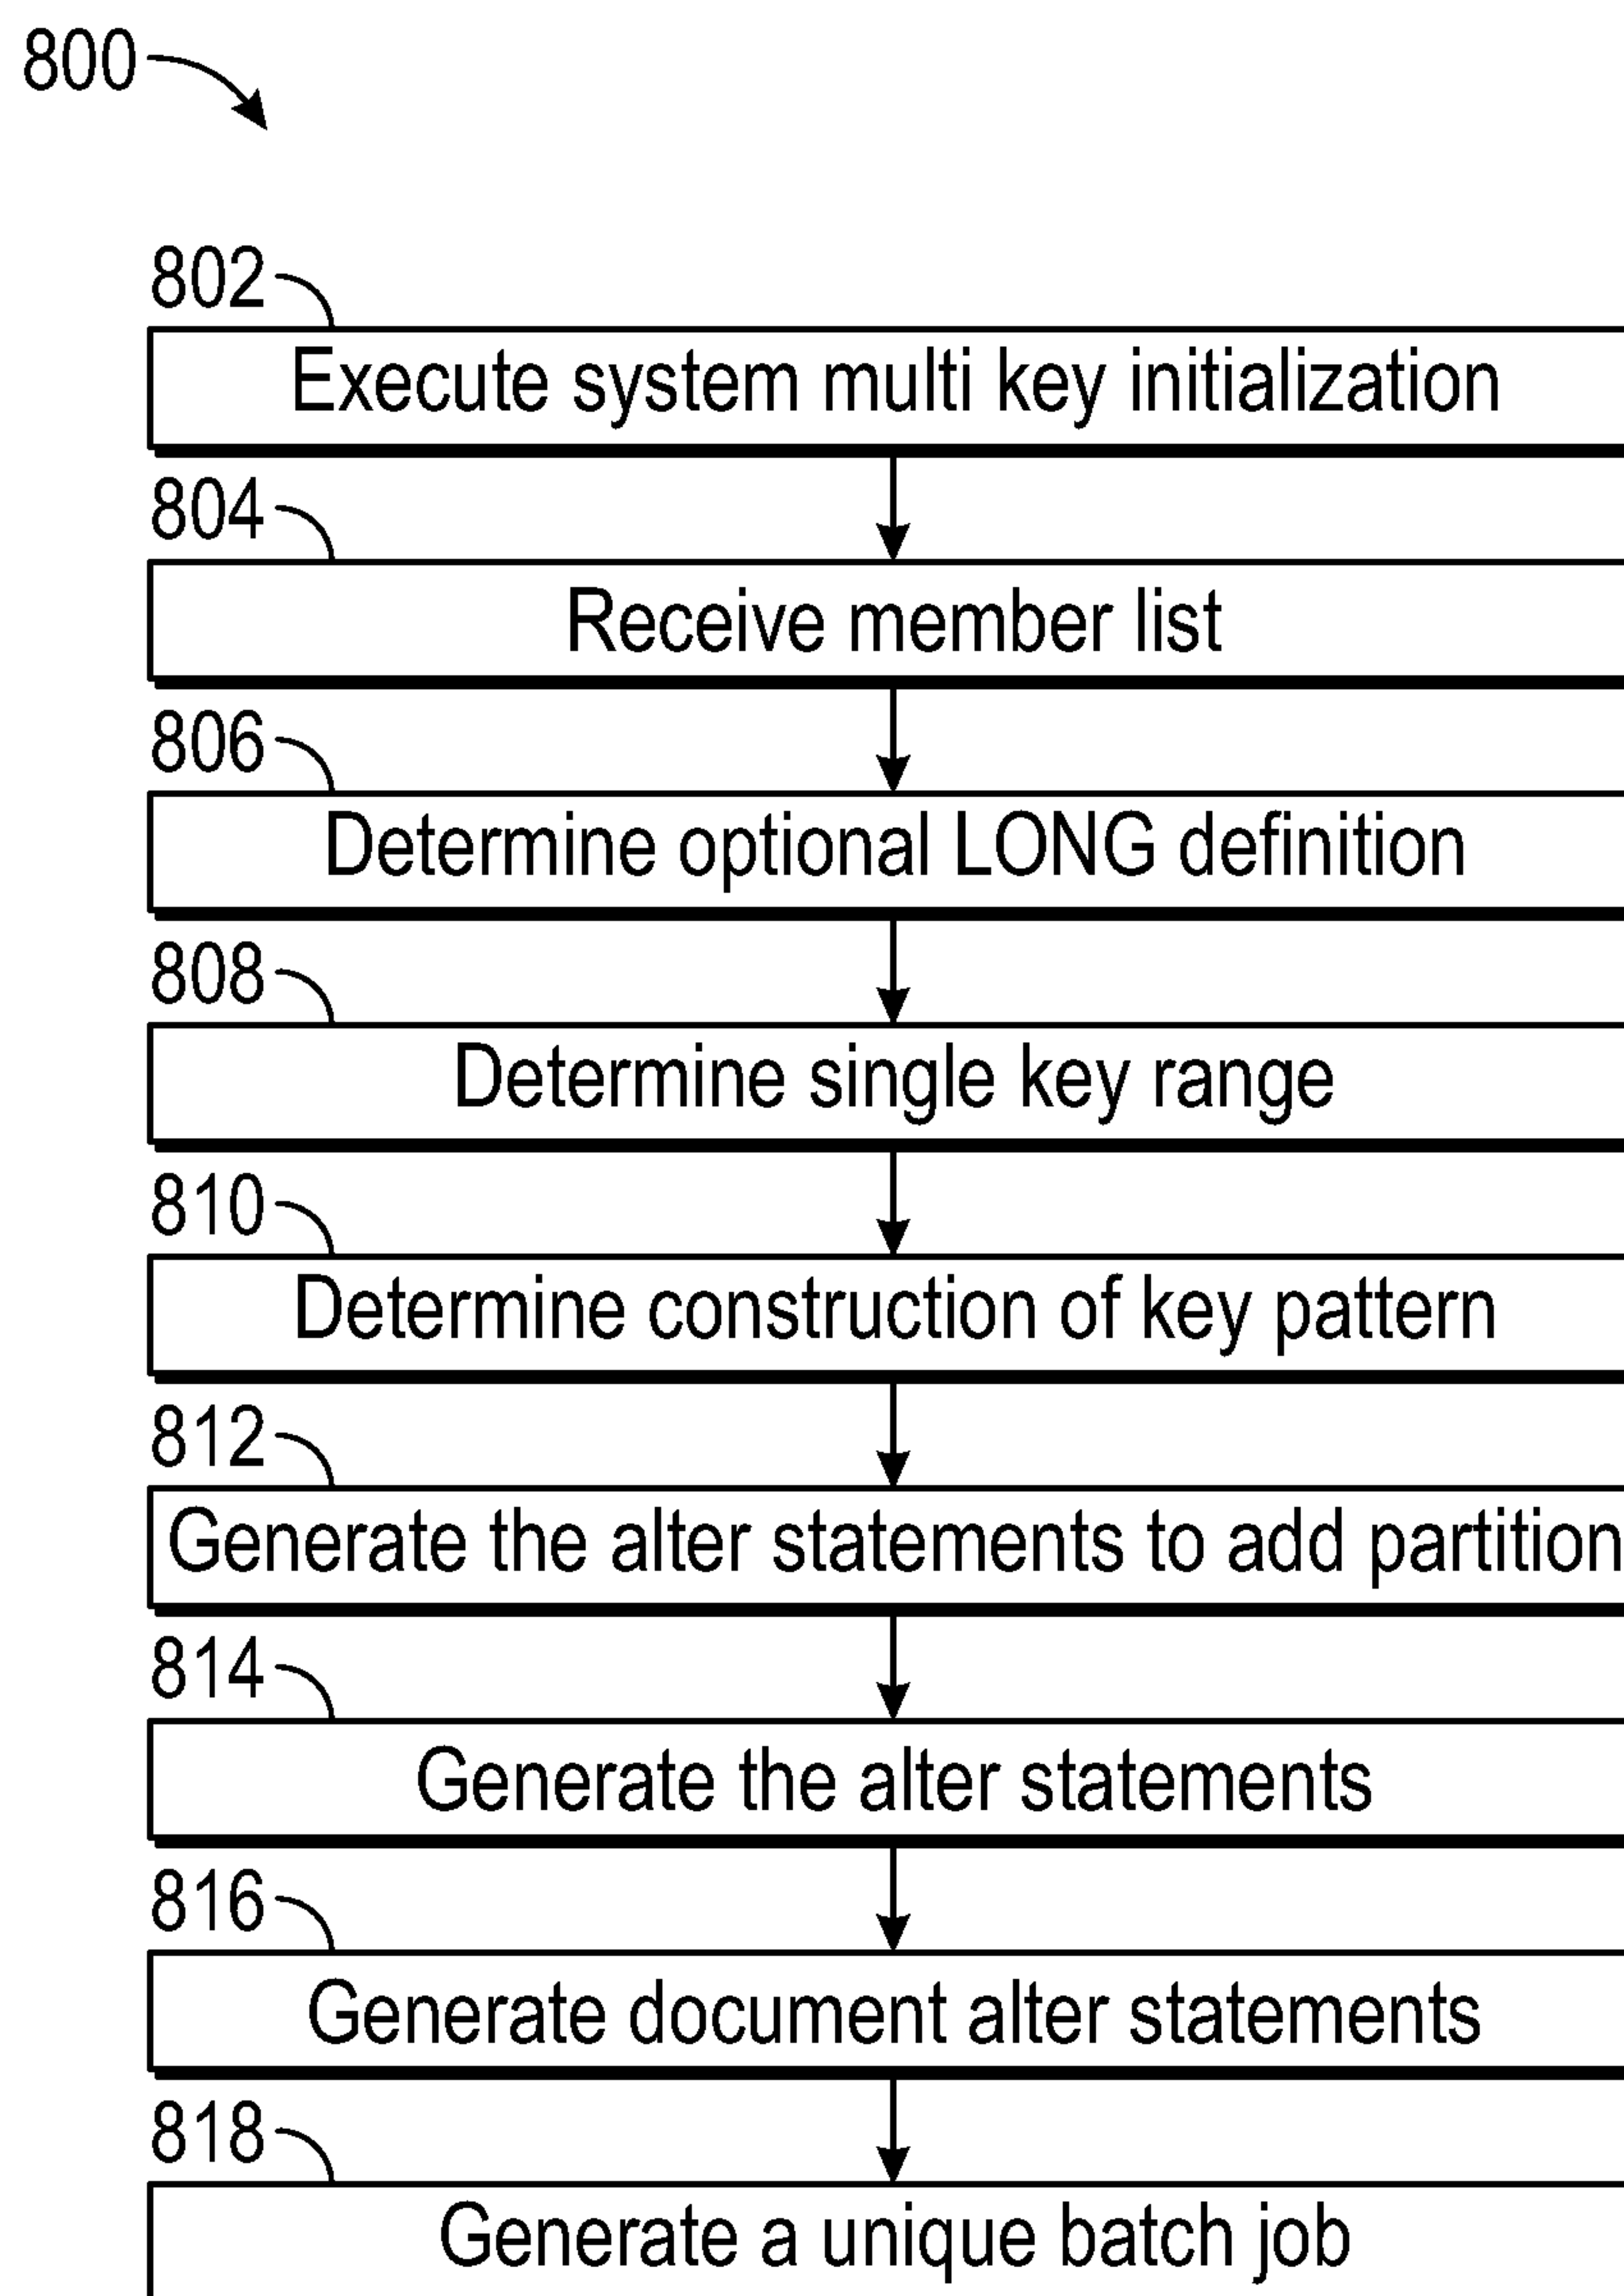 800
802
Execute system multi key initialization
804
Receive member list
806
Determine optional LONG definition
808
Determine single key range
810
Determine construction of key pattern
812
Generate the alter statements to add partition
814
Generate the alter statements
816
Generate document alter statements
818
Generate a unique batch job